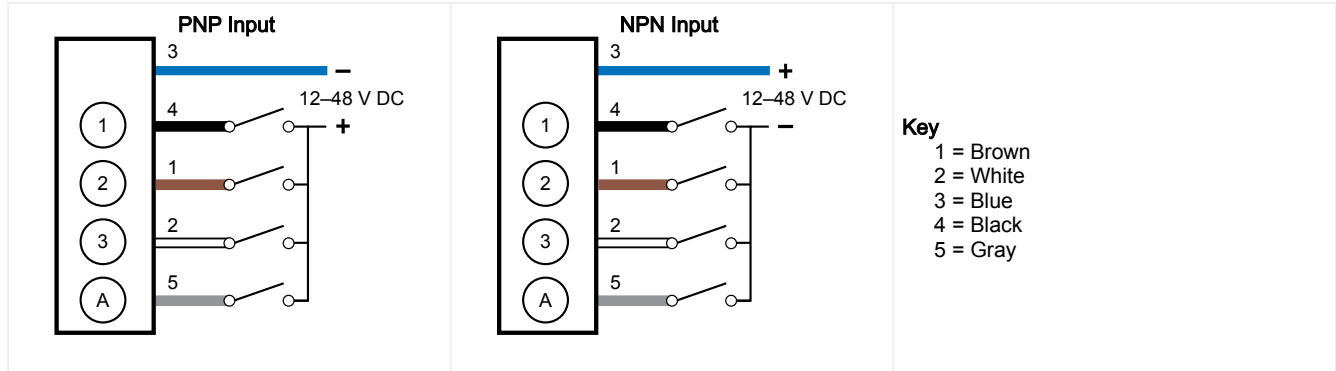 PNP Input
3
–
12–48 V DC
1
4
+
2
1
3
2
A
5
NPN Input
3
+
12–48 V DC
1
4
–
2
1
3
2
A
5
Key
1 = Brown
2 = White
3 = Blue
4 = Black
5 = Gray